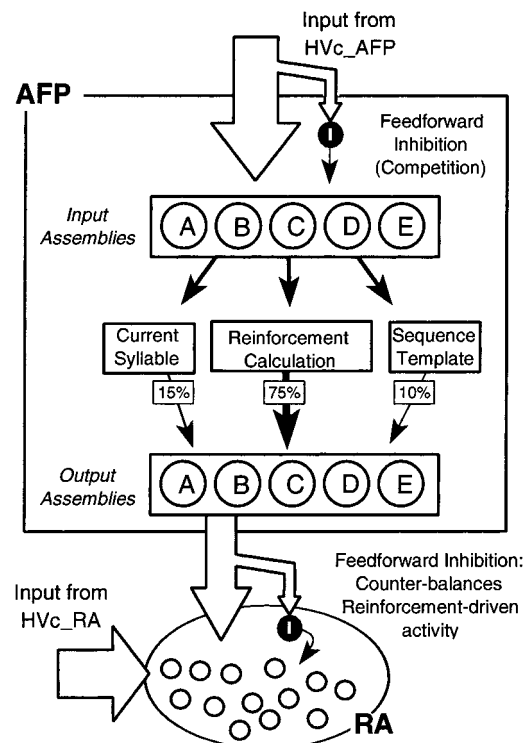 Input from
HVc_AFP
AFP
I
Feedforward
Inhibition
(Competition)
Input
Assemblies
A B C D E
Current
Syllable
Reinforcement
Calculation
Sequence
Template
15%
75%
10%
Output
Assemblies
A B C D E
Feedforward Inhibition:
Counter-balances
Reinforcement-driven
activity
Input from
HVc_RA
I
RA